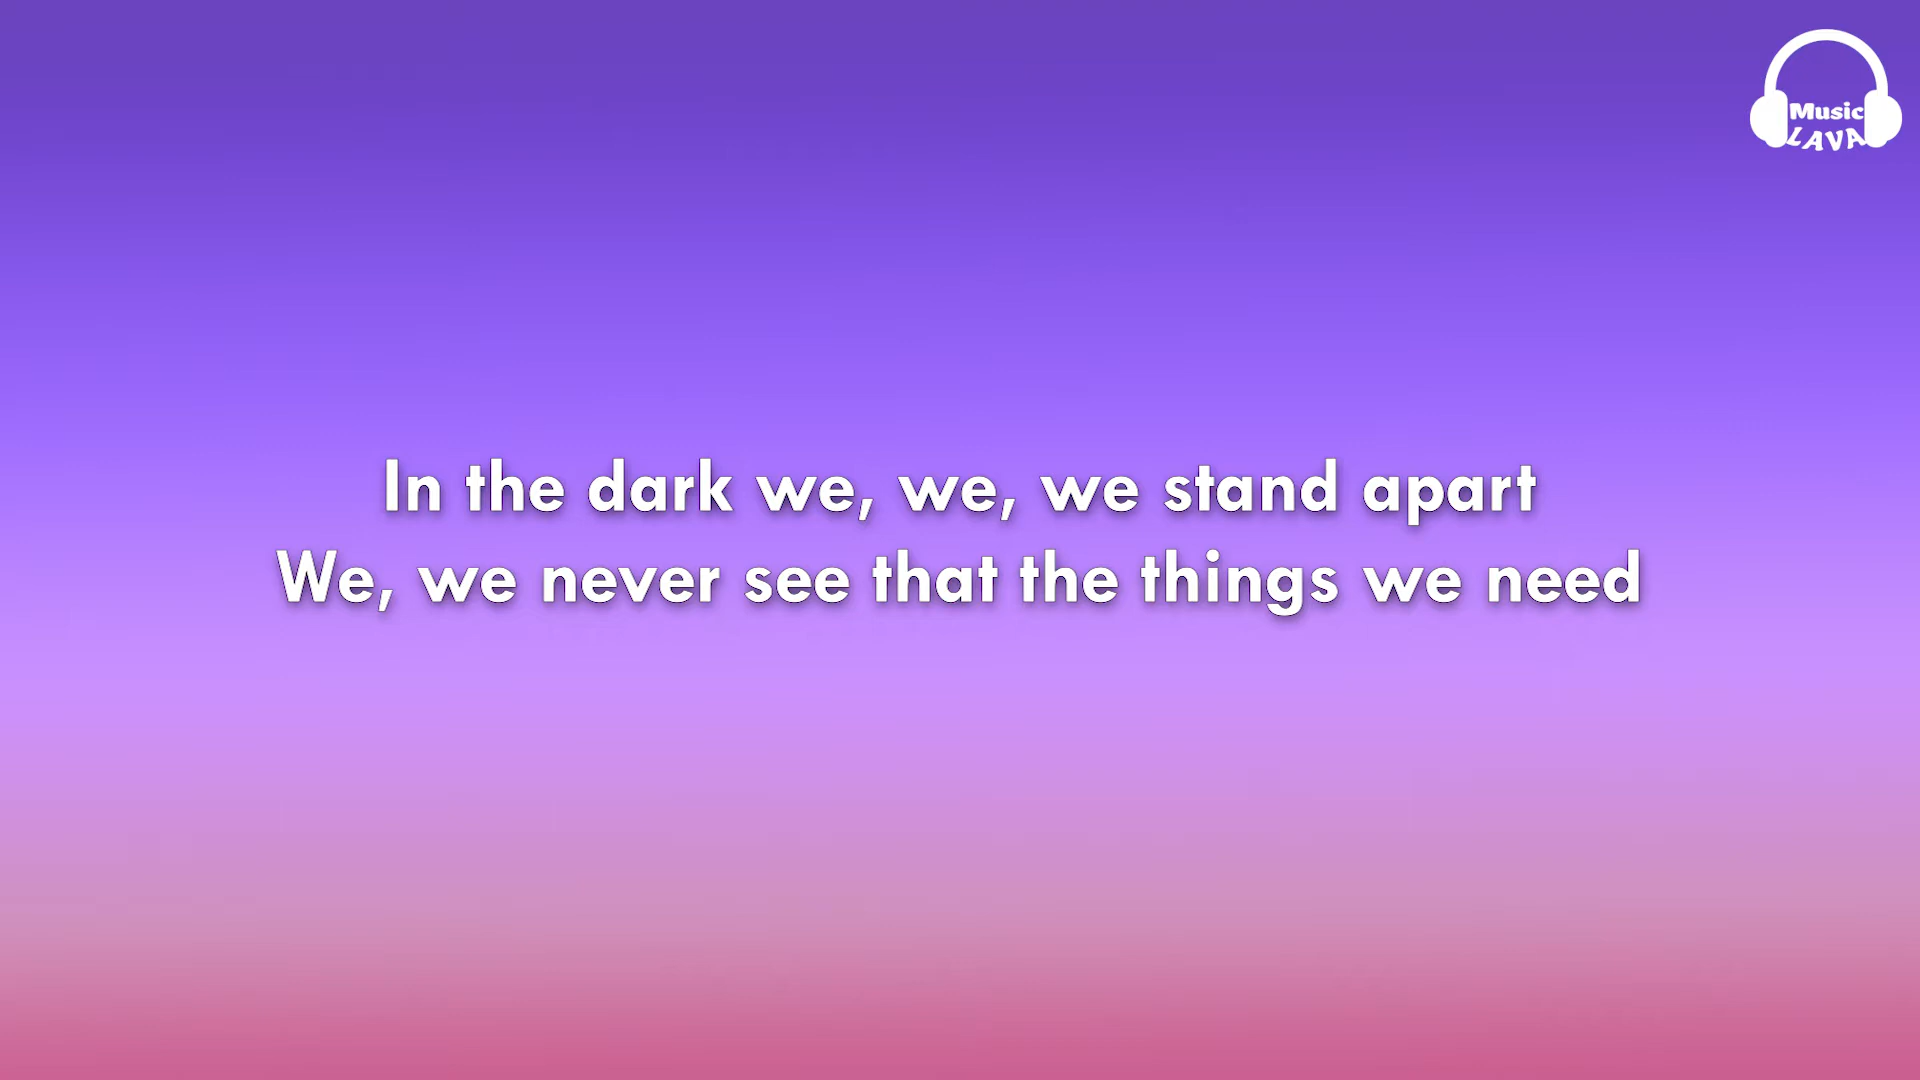 Music
LAVA
In the dark we, we, we stand apart
We, we never see that the things we need